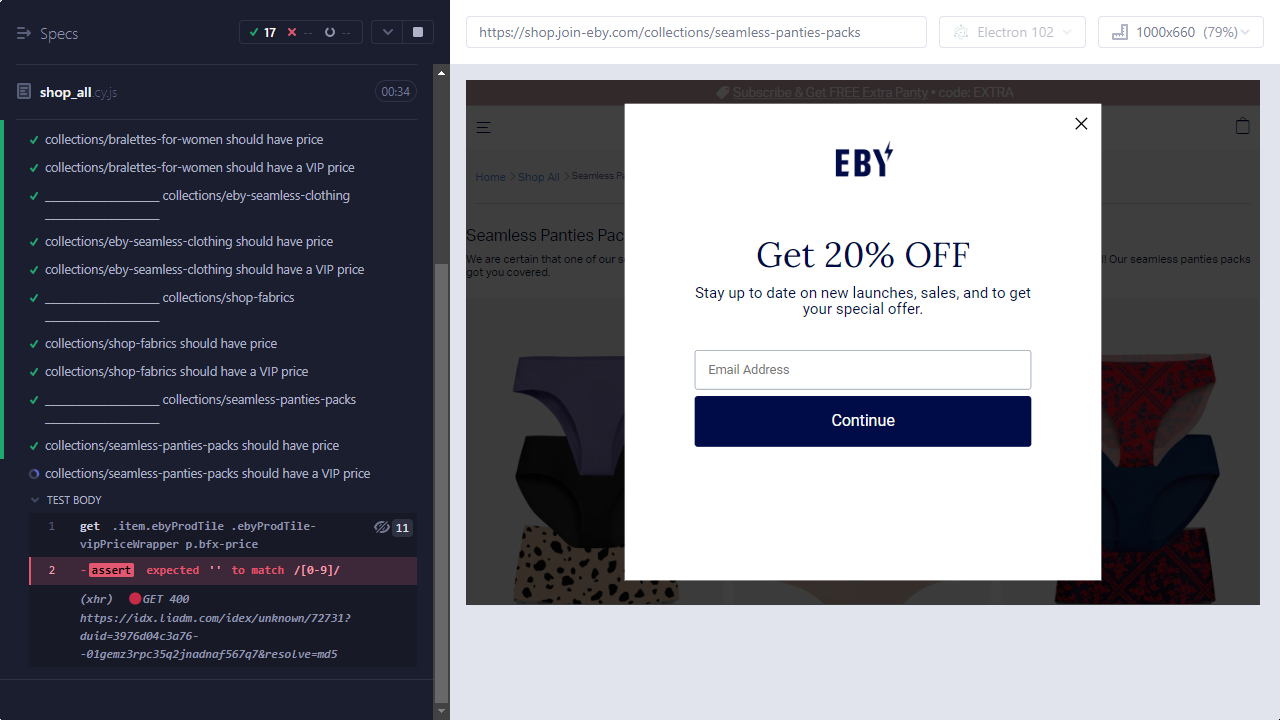 Specs
17
--
--
shop_all.cy.js
00:34
collections/bralettes-for-women should have price
collections/bralettes-for-women should have a VIP price
___________________ collections/eby-seamless-clothing
___________________
collections/eby-seamless-clothing should have price
collections/eby-seamless-clothing should have a VIP price
___________________ collections/shop-fabrics
___________________
collections/shop-fabrics should have price
collections/shop-fabrics should have a VIP price
___________________ collections/seamless-panties-packs
___________________
collections/seamless-panties-packs should have price
collections/seamless-panties-packs should have a VIP price
TEST BODY
1 get .item.ebyProdTile .ebyProdTile-
vipPriceWrapper p.bfx-price
11
2 -assert expected '' to match /[0-9]/
(xhr) GET 400
https://idx.liadm.com/idex/unknown/72731?
duid=3976d04c3a76-
-01gemz3rpc35q2jnadnaf567q7&resolve=md5
https://shop.join-eby.com/collections/seamless-panties-packs
Electron 102
1000x660 (79%)
Subscribe & Get FREE Extra Panty • code: EXTRA
Home > Shop All > Seamless Pa
Seamless Panties Pac
We are certain that one of our s
l! Our seamless panties packs
got you covered.
EBY
Get 20% OFF
Stay up to date on new launches, sales, and to get
your special offer.
Email Address
Continue